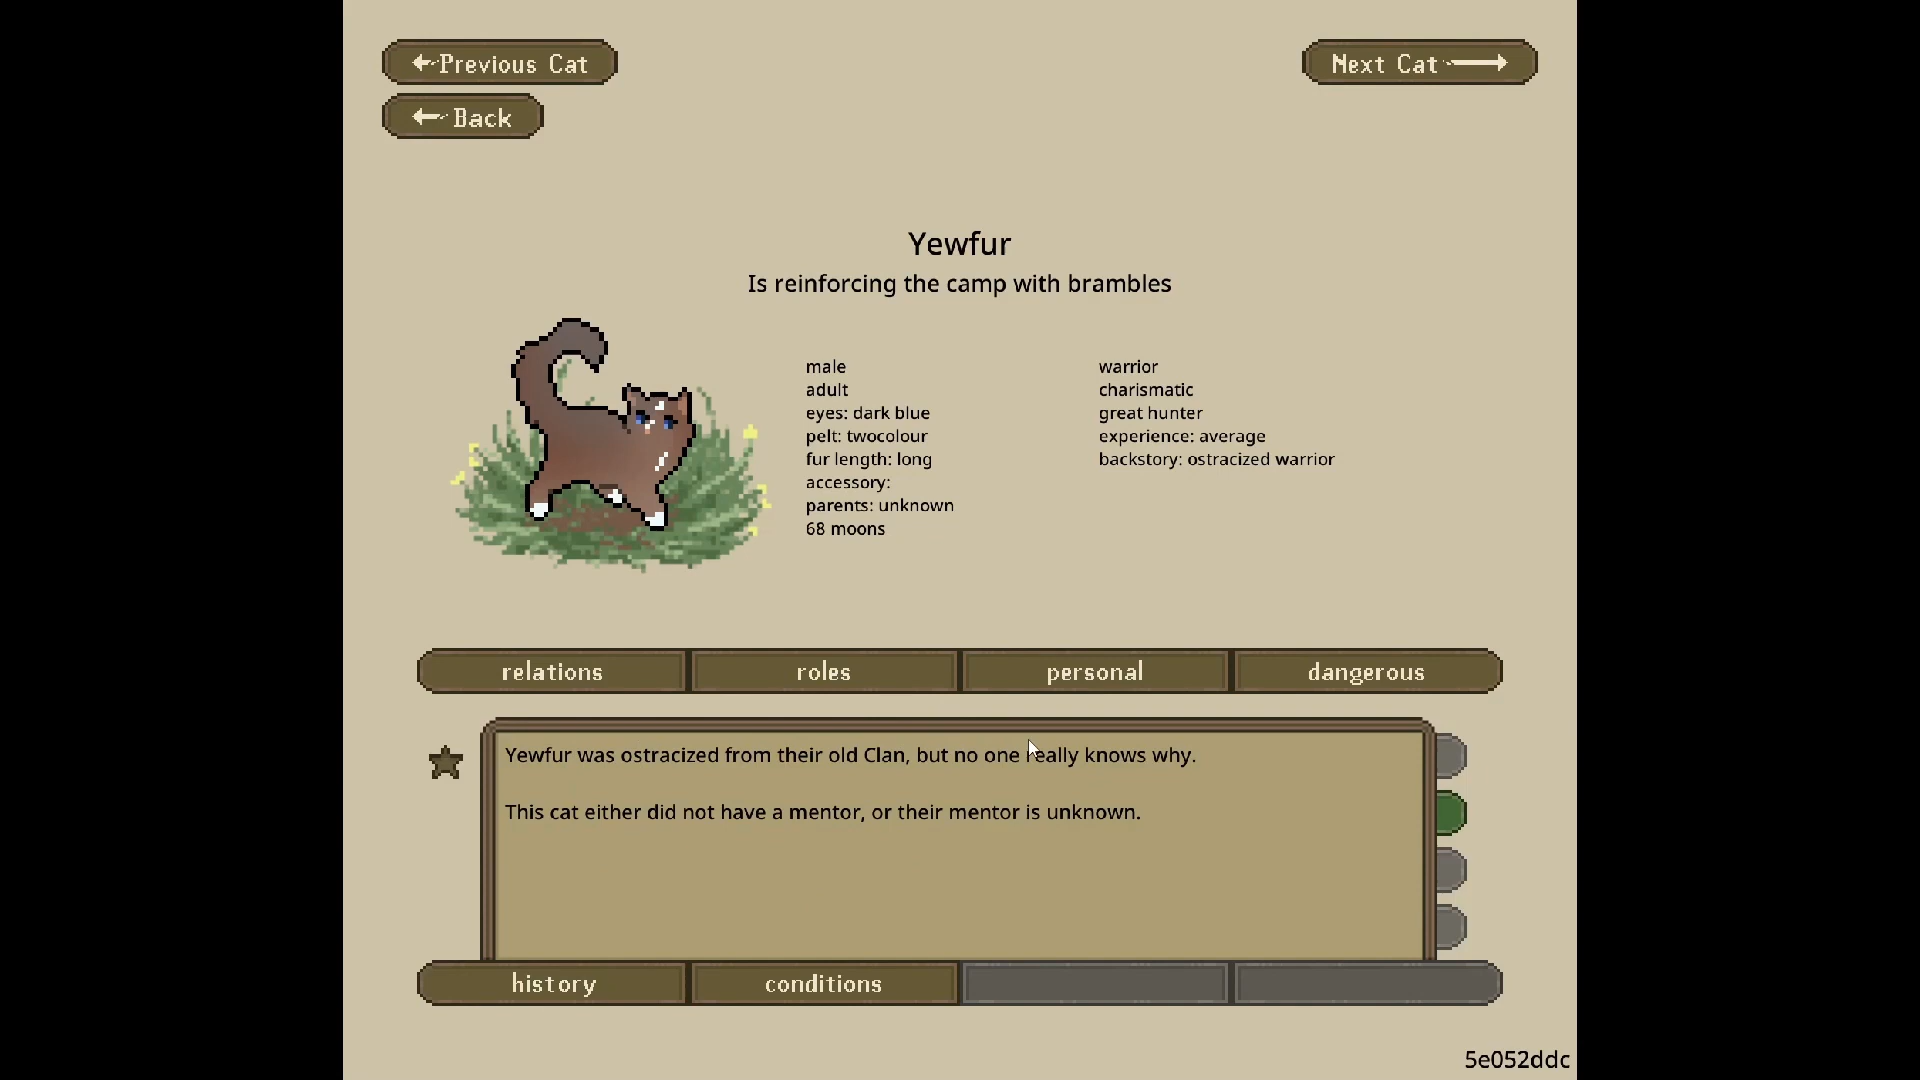 Previous Cat
Next Cat
Back
Yewfur
Is reinforcing the camp with brambles
male
adult
eyes: dark blue
pelt: twocolour
fur length: long
accessory:
parents: unknown
68 moons
warrior
charismatic
great hunter
experience: average
backstory: ostracized warrior
relations
roles
personal
dangerous
Yewfur was ostracized from their old Clan, but no one really knows why.
This cat either did not have a mentor, or their mentor is unknown.
history
conditions
5e052ddc